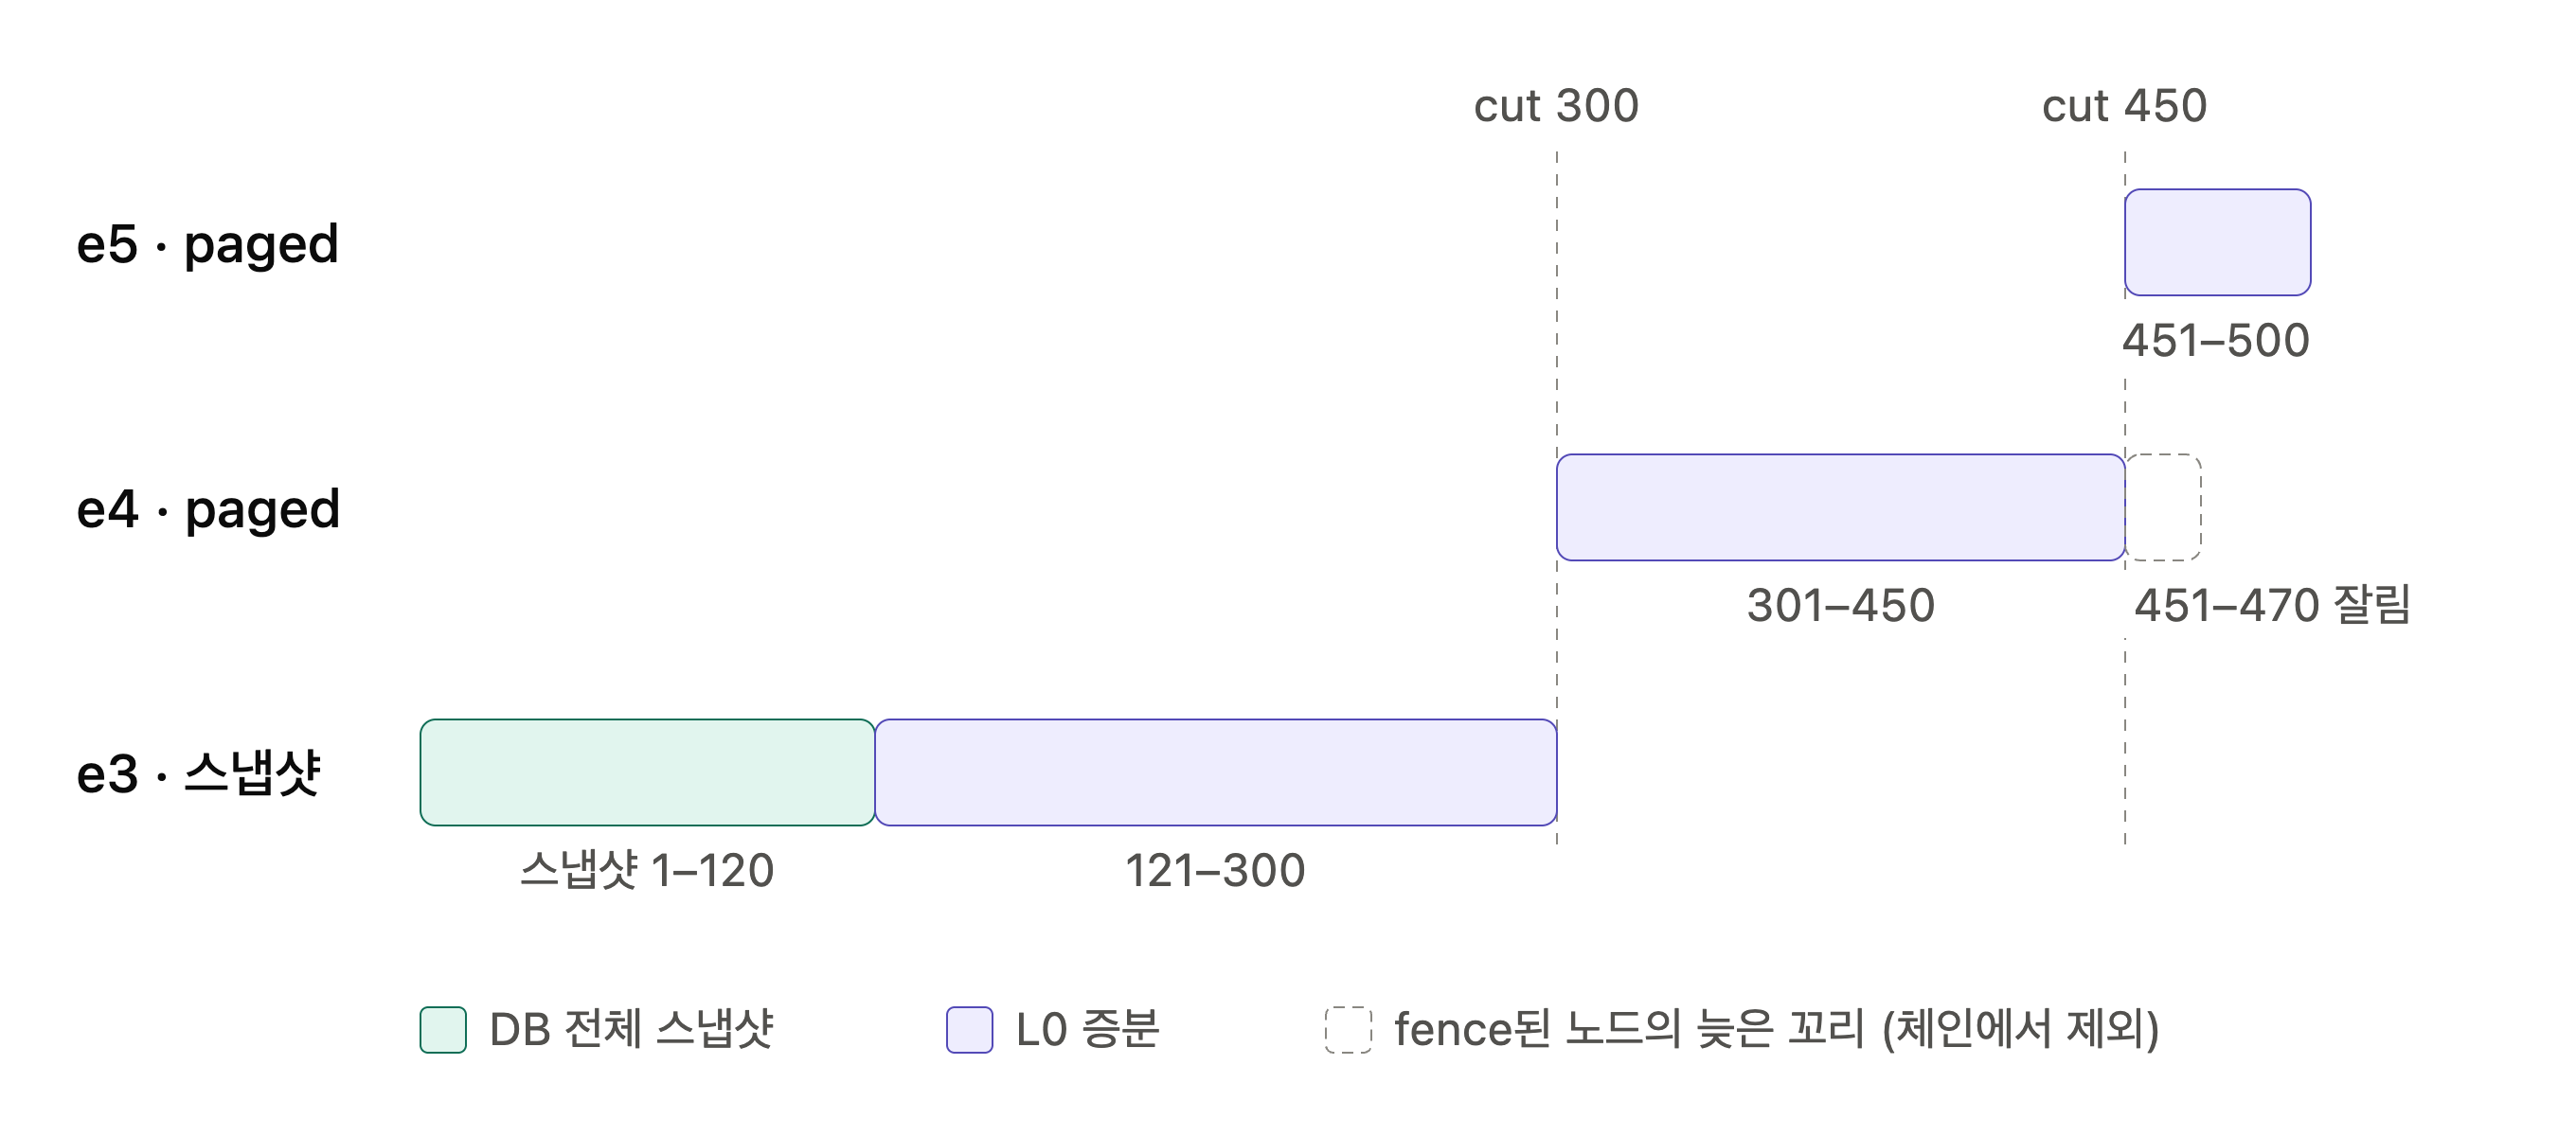 cut 300
cut 450
e5 · paged
451–500
e4 · paged
301–450
451–470 잘림
e3 · 스냅샷
스냅샷 1–120
121–300
DB 전체 스냅샷
L0 증분
fence된 노드의 늦은 꼬리 (체인에서 제외)